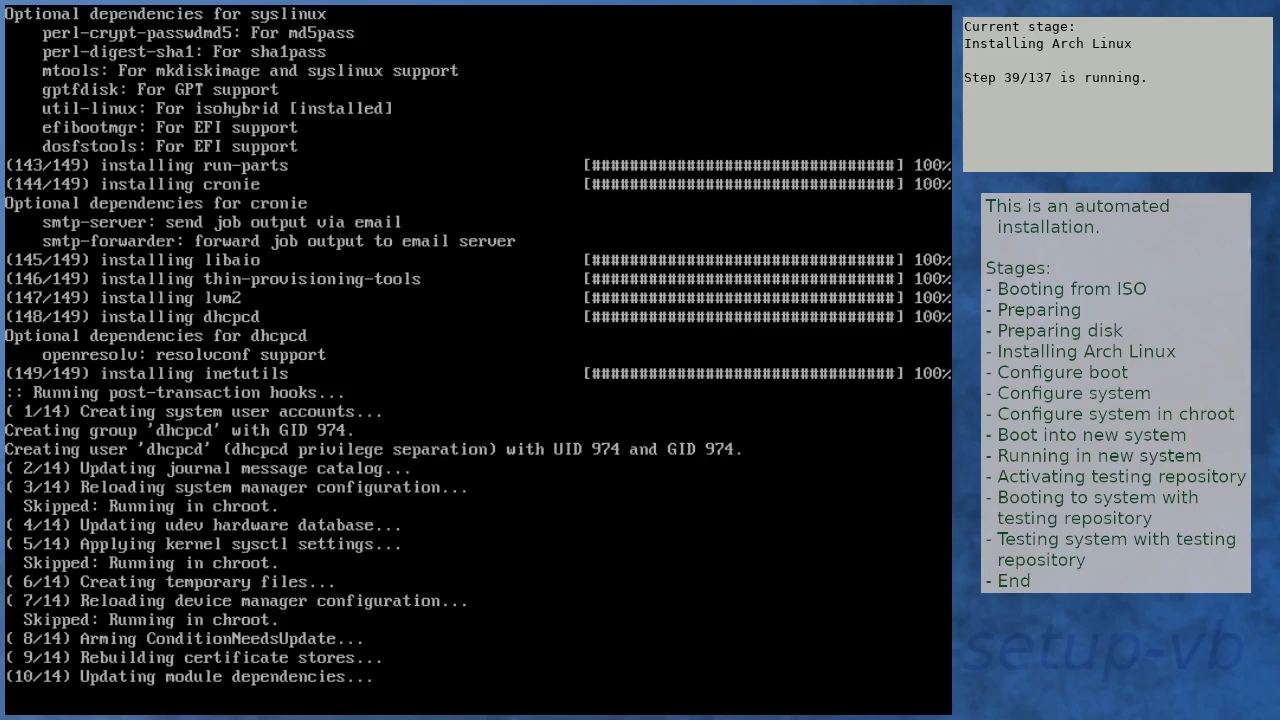 Optional dependencies for syslinux
    perl-crypt-passwdmd5: For md5pass
    perl-digest-sha1: For sha1pass
    mtools: For mkdiskimage and syslinux support
    gptfdisk: For GPT support
    util-linux: For isohybrid [installed]
    efibootmgr: For EFI support
    dosfstools: For EFI support
(143/149) installing run-parts [################################] 100%
(144/149) installing cronie [################################] 100%
Optional dependencies for cronie
    smtp-server: send job output via email
    smtp-forwarder: forward job output to email server
(145/149) installing libaio [################################] 100%
(146/149) installing thin-provisioning-tools [################################] 100%
(147/149) installing lvm2 [################################] 100%
(148/149) installing dhcpcd [################################] 100%
Optional dependencies for dhcpcd
    openresolv: resolvconf support
(149/149) installing inetutils [################################] 100%
:: Running post-transaction hooks...
( 1/14) Creating system user accounts...
Creating group 'dhcpcd' with GID 974.
Creating user 'dhcpcd' (dhcpcd privilege separation) with UID 974 and GID 974.
( 2/14) Updating journal message catalog...
( 3/14) Reloading system manager configuration...
  Skipped: Running in chroot.
( 4/14) Updating udev hardware database...
( 5/14) Applying kernel sysctl settings...
  Skipped: Running in chroot.
( 6/14) Creating temporary files...
( 7/14) Reloading device manager configuration...
  Skipped: Running in chroot.
( 8/14) Arming ConditionNeedsUpdate...
( 9/14) Rebuilding certificate stores...
(10/14) Updating module dependencies...
Current stage:
Installing Arch Linux
Step 39/137 is running.
This is an automated
installation.
Stages:
- Booting from ISO
- Preparing
- Preparing disk
- Installing Arch Linux
- Configure boot
- Configure system
- Configure system in chroot
- Boot into new system
- Running in new system
- Activating testing repository
- Booting to system with
testing repository
- Testing system with testing
repository
- End
setup-vb